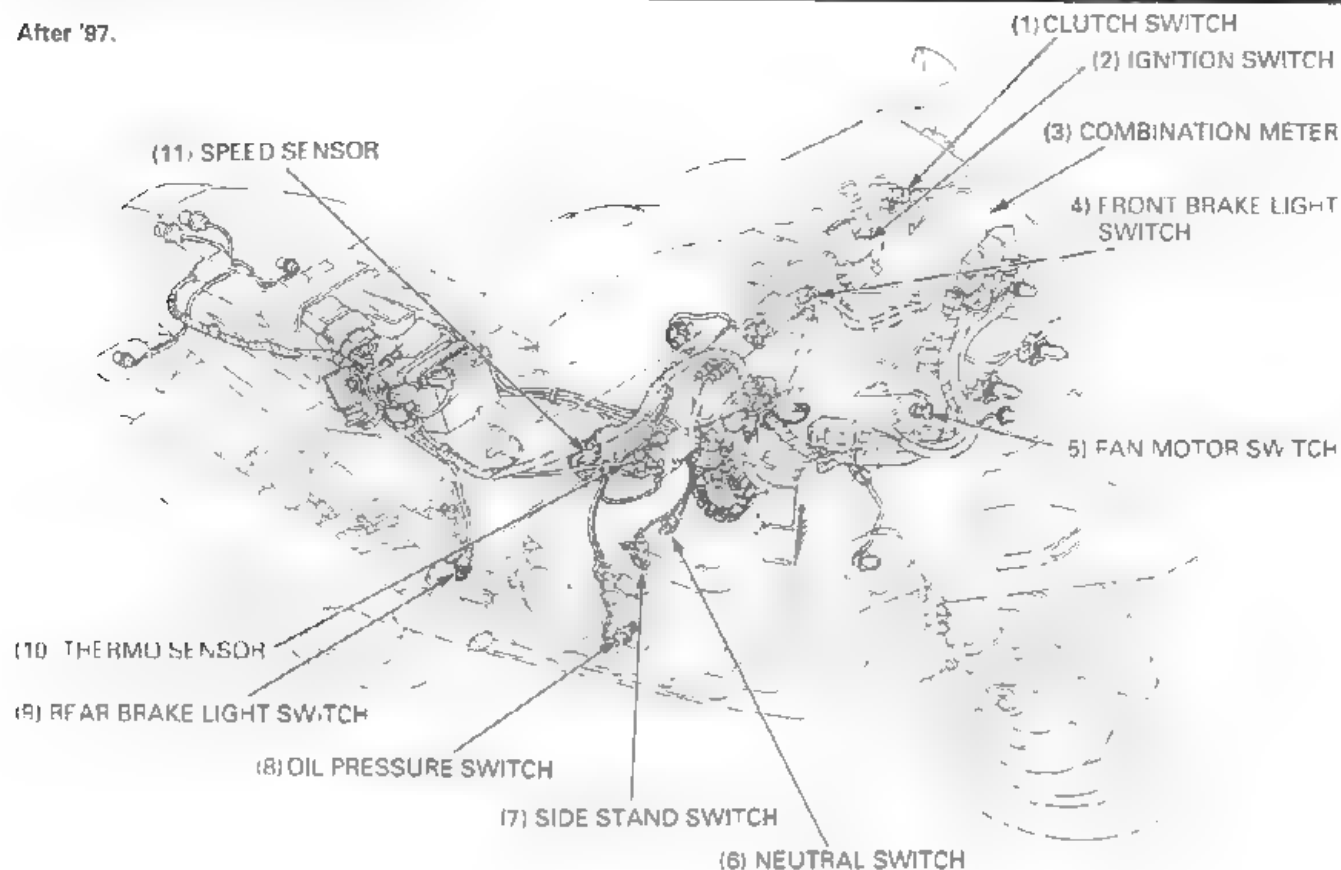 After '97.
(1) CLUTCH SWITCH
(2) IGNITION SWITCH
(3) COMBINATION METER
(11) SPEED SENSOR
4) FRONT BRAKE LIGHT
SWITCH
5) FAN MOTOR SW TCH
(10 THERMO SENSOR
(9) REAR BRAKE LIGHT SWITCH
(8) OIL PRESSURE SWITCH
(7) SIDE STAND SWITCH
(6) NEUTRAL SWITCH